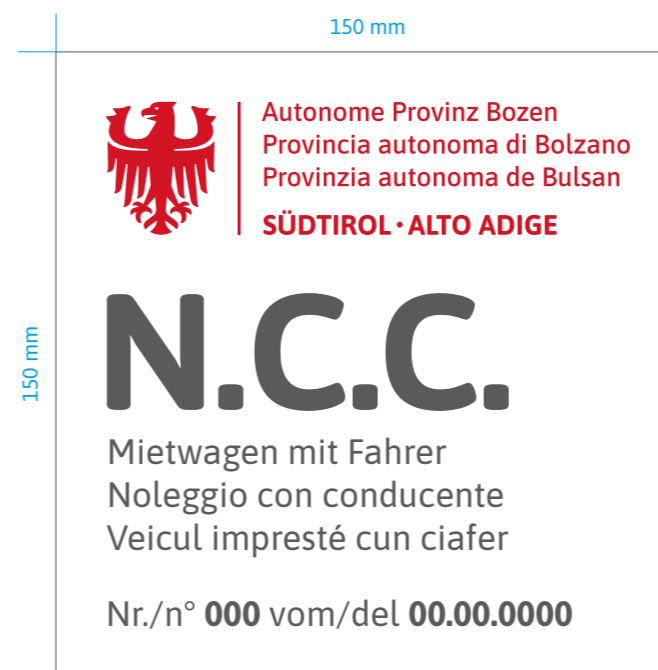 150 mm
Autonome Provinz Bozen
Provincia autonoma di Bolzano
Provinzia autonoma de Bulsan
SÜDTIROL · ALTO ADIGE
150 mm
N.C.C.
Mietwagen mit Fahrer
Noleggio con conducente
Veicul impresté cun ciafer
Nr./n° 000 vom/del 00.00.0000